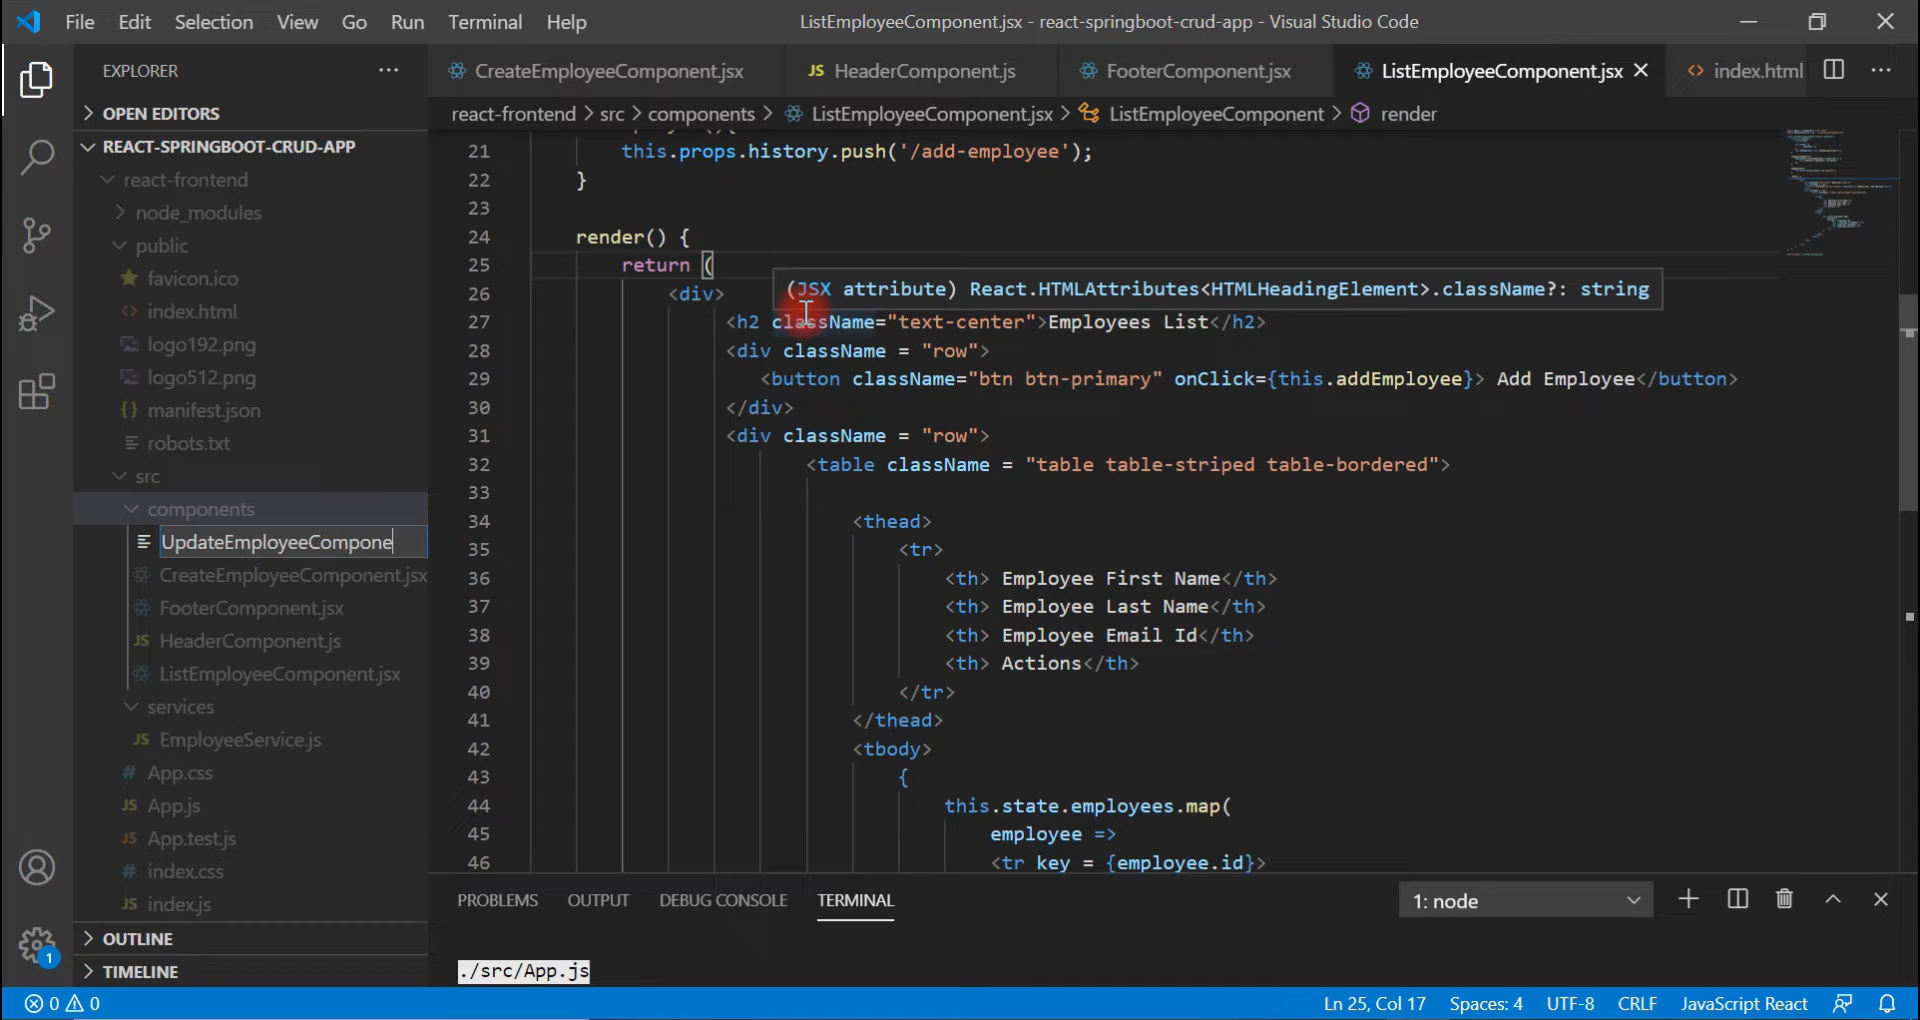 File Edit Selection View Go Run Terminal Help ListEmployeeComponent.jsx - react-springboot-crud-app - Visual Studio Code
EXPLORER
CreateEmployeeComponent.jsx JS HeaderComponent.js FooterComponent.jsx ListEmployeeComponent.jsx index.html
OPEN EDITORS
react-frontend > src > components > ListEmployeeComponent.jsx > ListEmployeeComponent > render
REACT-SPRINGBOOT-CRUD-APP
react-frontend
node_modules
public
favicon.ico
index.html
logo192.png
logo512.png
manifest.json
robots.txt
src
components
UpdateEmployeeCompone
CreateEmployeeComponent.jsx
FooterComponent.jsx
JS HeaderComponent.js
ListEmployeeComponent.jsx
services
JS EmployeeService.js
# App.css
JS App.js
JS App.test.js
# index.css
JS index.js
OUTLINE
TIMELINE
21 this.props.history.push('/add-employee');
22 }
23
24 render() {
25 return (
(JSX attribute) React.HTMLAttributes<HTMLHeadingElement>.className?: string
26 <div>
27 <h2 className="text-center">Employees List</h2>
28 <div className = "row">
29 <button className="btn btn-primary" onClick={this.addEmployee}> Add Employee</button>
30 </div>
31 <div className = "row">
32 <table className = "table table-striped table-bordered">
33
34 <thead>
35 <tr>
36 <th> Employee First Name</th>
37 <th> Employee Last Name</th>
38 <th> Employee Email Id</th>
39 <th> Actions</th>
40 </tr>
41 </thead>
42 <tbody>
43 {
44 this.state.employees.map(
45 employee =>
46 <tr key = {employee.id}>
PROBLEMS OUTPUT DEBUG CONSOLE TERMINAL 1: node
./src/App.js
1
0 0 Ln 25, Col 17 Spaces: 4 UTF-8 CRLF JavaScript React